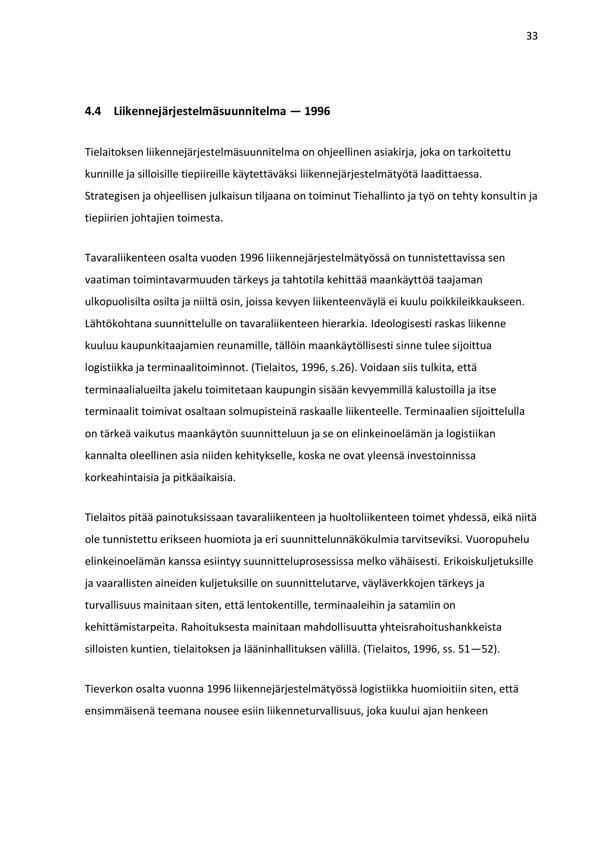 33
4.4 Liikennejärjestelmäsuunnitelma — 1996
Tielaitoksen liikennejärjestelmäsuunnitelma on ohjeellinen asiakirja, joka on tarkoitettu
kunnille ja silloisille tiepiireille käytettäväksi liikennejärjestelmätyötä laadittaessa.
Strategisen ja ohjeellisen julkaisun tiljaana on toiminut Tiehallinto ja työ on tehty konsultin ja
tiepiirien johtajien toimesta.
Tavaraliikenteen osalta vuoden 1996 liikennejärjestelmätyössä on tunnistettavissa sen
vaatiman toimintavarmuuden tärkeys ja tahtotila kehittää maankäyttöä taajaman
ulkopuolisilta osilta ja niiltä osin, joissa kevyen liikenteenväylä ei kuulu poikkileikkaukseen.
Lähtökohtana suunnittelulle on tavaraliikenteen hierarkia. Ideologisesti raskas liikenne
kuuluu kaupunkitaajamien reunamille, tällöin maankäytöllisesti sinne tulee sijoittua
logistiikka ja terminaalitoiminnot. (Tielaitos, 1996, s.26). Voidaan siis tulkita, että
terminaalialueilta jakelu toimitetaan kaupungin sisään kevyemmillä kalustoilla ja itse
terminaalit toimivat osaltaan solmupisteinä raskaalle liikenteelle. Terminaalien sijoittelulla
on tärkeä vaikutus maankäytön suunnitteluun ja se on elinkeinoelämän ja logistiikan
kannalta oleellinen asia niiden kehitykselle, koska ne ovat yleensä investoinnissa
korkeahintaisia ja pitkäaikaisia.
Tielaitos pitää painotuksissaan tavaraliikenteen ja huoltoliikenteen toimet yhdessä, eikä niitä
ole tunnistettu erikseen huomiota ja eri suunnittelunnäkökulmia tarvitseviksi. Vuoropuhelu
elinkeinoelämän kanssa esiintyy suunnitteluprosessissa melko vähäisesti. Erikoiskuljetuksille
ja vaarallisten aineiden kuljetuksille on suunnittelutarve, väyläverkkojen tärkeys ja
turvallisuus mainitaan siten, että lentokentille, terminaaleihin ja satamiin on
kehittämistarpeita. Rahoituksesta mainitaan mahdollisuutta yhteisrahoitushankkeista
silloisten kuntien, tielaitoksen ja lääninhallituksen välillä. (Tielaitos, 1996, ss. 51—52).
Tieverkon osalta vuonna 1996 liikennejärjestelmätyössä logistiikka huomioitiin siten, että
ensimmäisenä teemana nousee esiin liikenneturvallisuus, joka kuului ajan henkeen